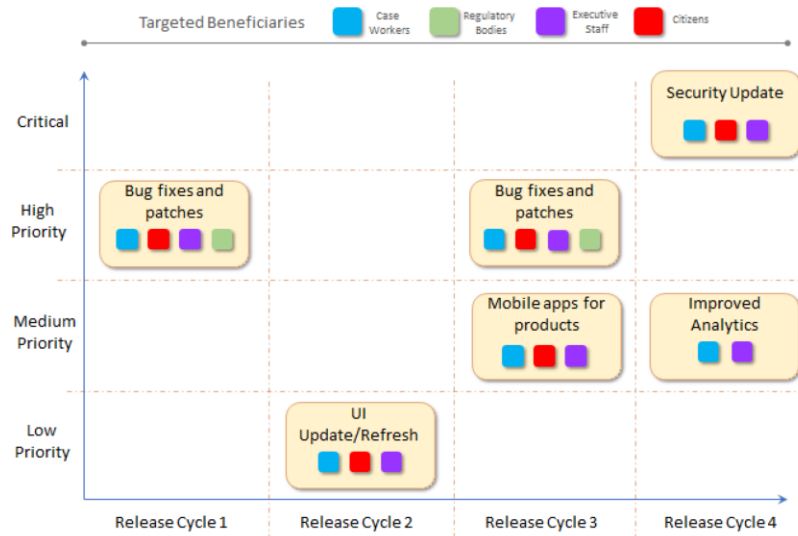 Targeted Beneficiaries
Case
Workers
Regulatory
Bodies
Executive
Staff
Citizens
Critical
Security Update
High
Priority
Bug fixes and
patches
Bug fixes and
patches
Medium
Priority
Mobile apps for
products
Improved
Analytics
Low
Priority
UI
Update/Refresh
Release Cycle 1
Release Cycle 2
Release Cycle 3
Release Cycle 4